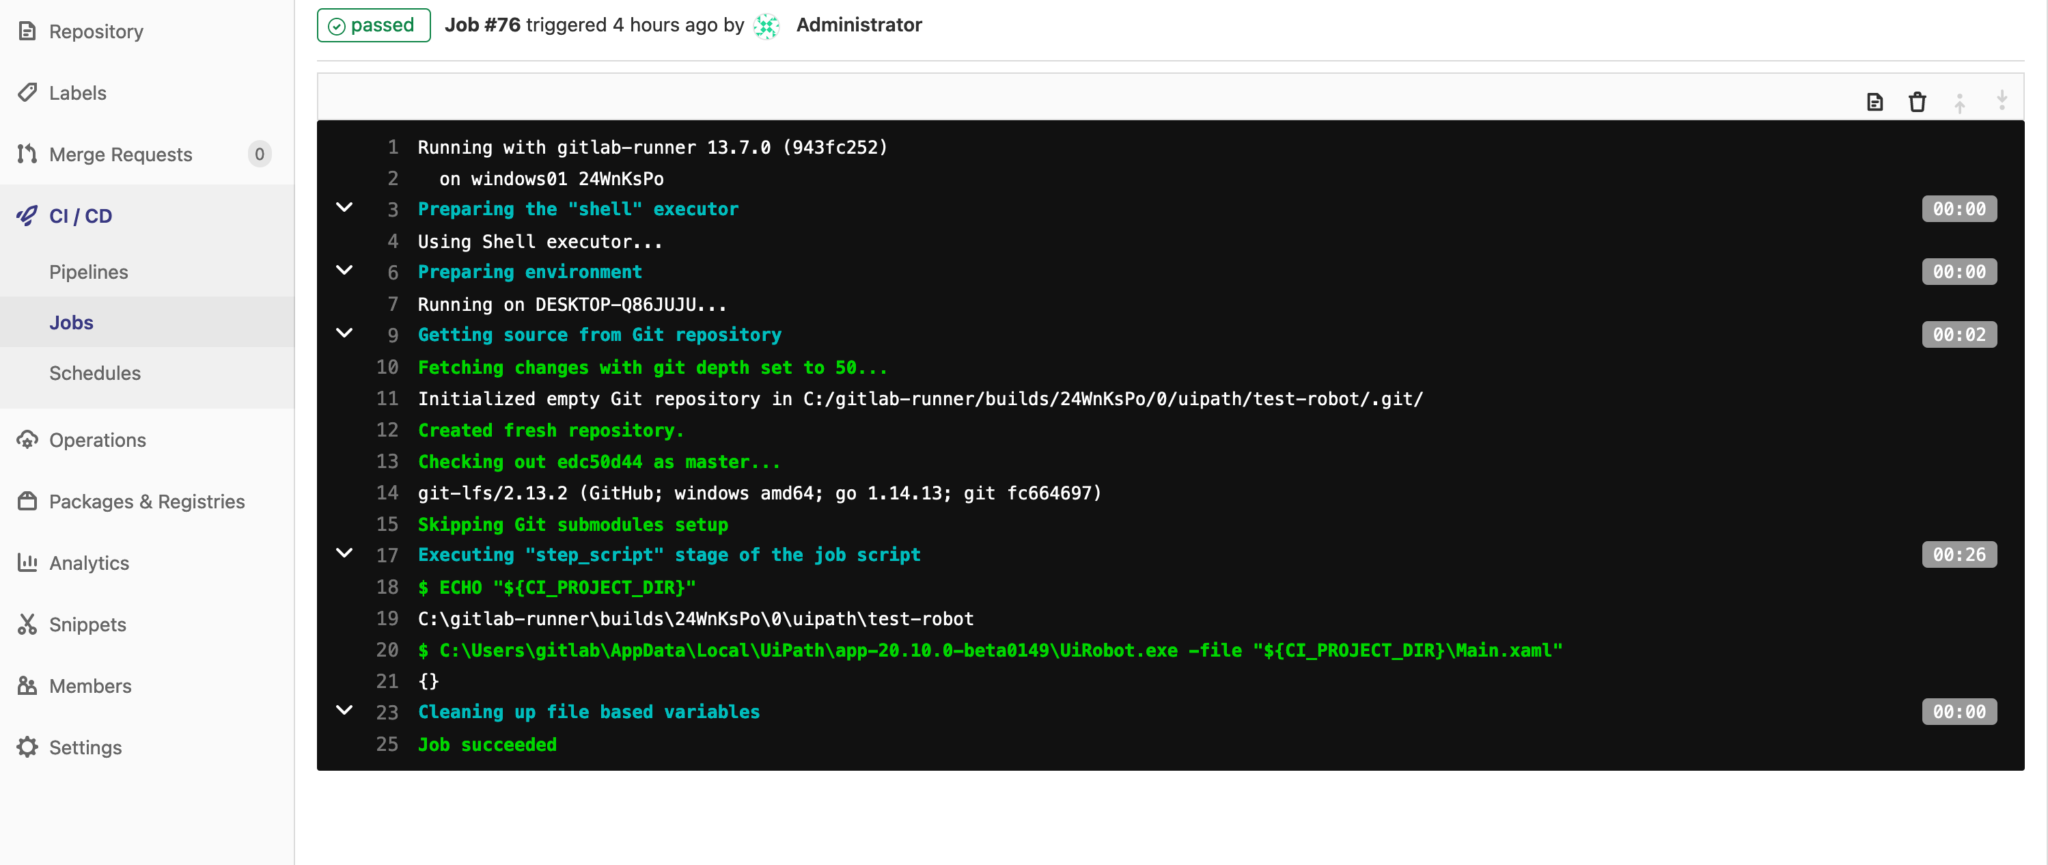 Repository
Labels
Merge Requests 0
CI / CD
Pipelines
Jobs
Schedules
Operations
Packages & Registries
Analytics
Snippets
Members
Settings
passed Job #76 triggered 4 hours ago by Administrator
1 Running with gitlab-runner 13.7.0 (943fc252)
2 on windows01 24WnKsPo
3 Preparing the "shell" executor 00:00
4 Using Shell executor...
6 Preparing environment 00:00
7 Running on DESKTOP-Q86JUJU...
9 Getting source from Git repository 00:02
10 Fetching changes with git depth set to 50...
11 Initialized empty Git repository in C:/gitlab-runner/builds/24WnKsPo/0/uipath/test-robot/.git/
12 Created fresh repository.
13 Checking out edc50d44 as master...
14 git-lfs/2.13.2 (GitHub; windows amd64; go 1.14.13; git fc664697)
15 Skipping Git submodules setup
17 Executing "step_script" stage of the job script 00:26
18 $ ECHO "${CI_PROJECT_DIR}"
19 C:\gitlab-runner\builds\24WnKsPo\0\uipath\test-robot
20 $ C:\Users\gitlab\AppData\Local\UiPath\app-20.10.0-beta0149\UiRobot.exe -file "${CI_PROJECT_DIR}\Main.xaml"
21 {}
23 Cleaning up file based variables 00:00
25 Job succeeded